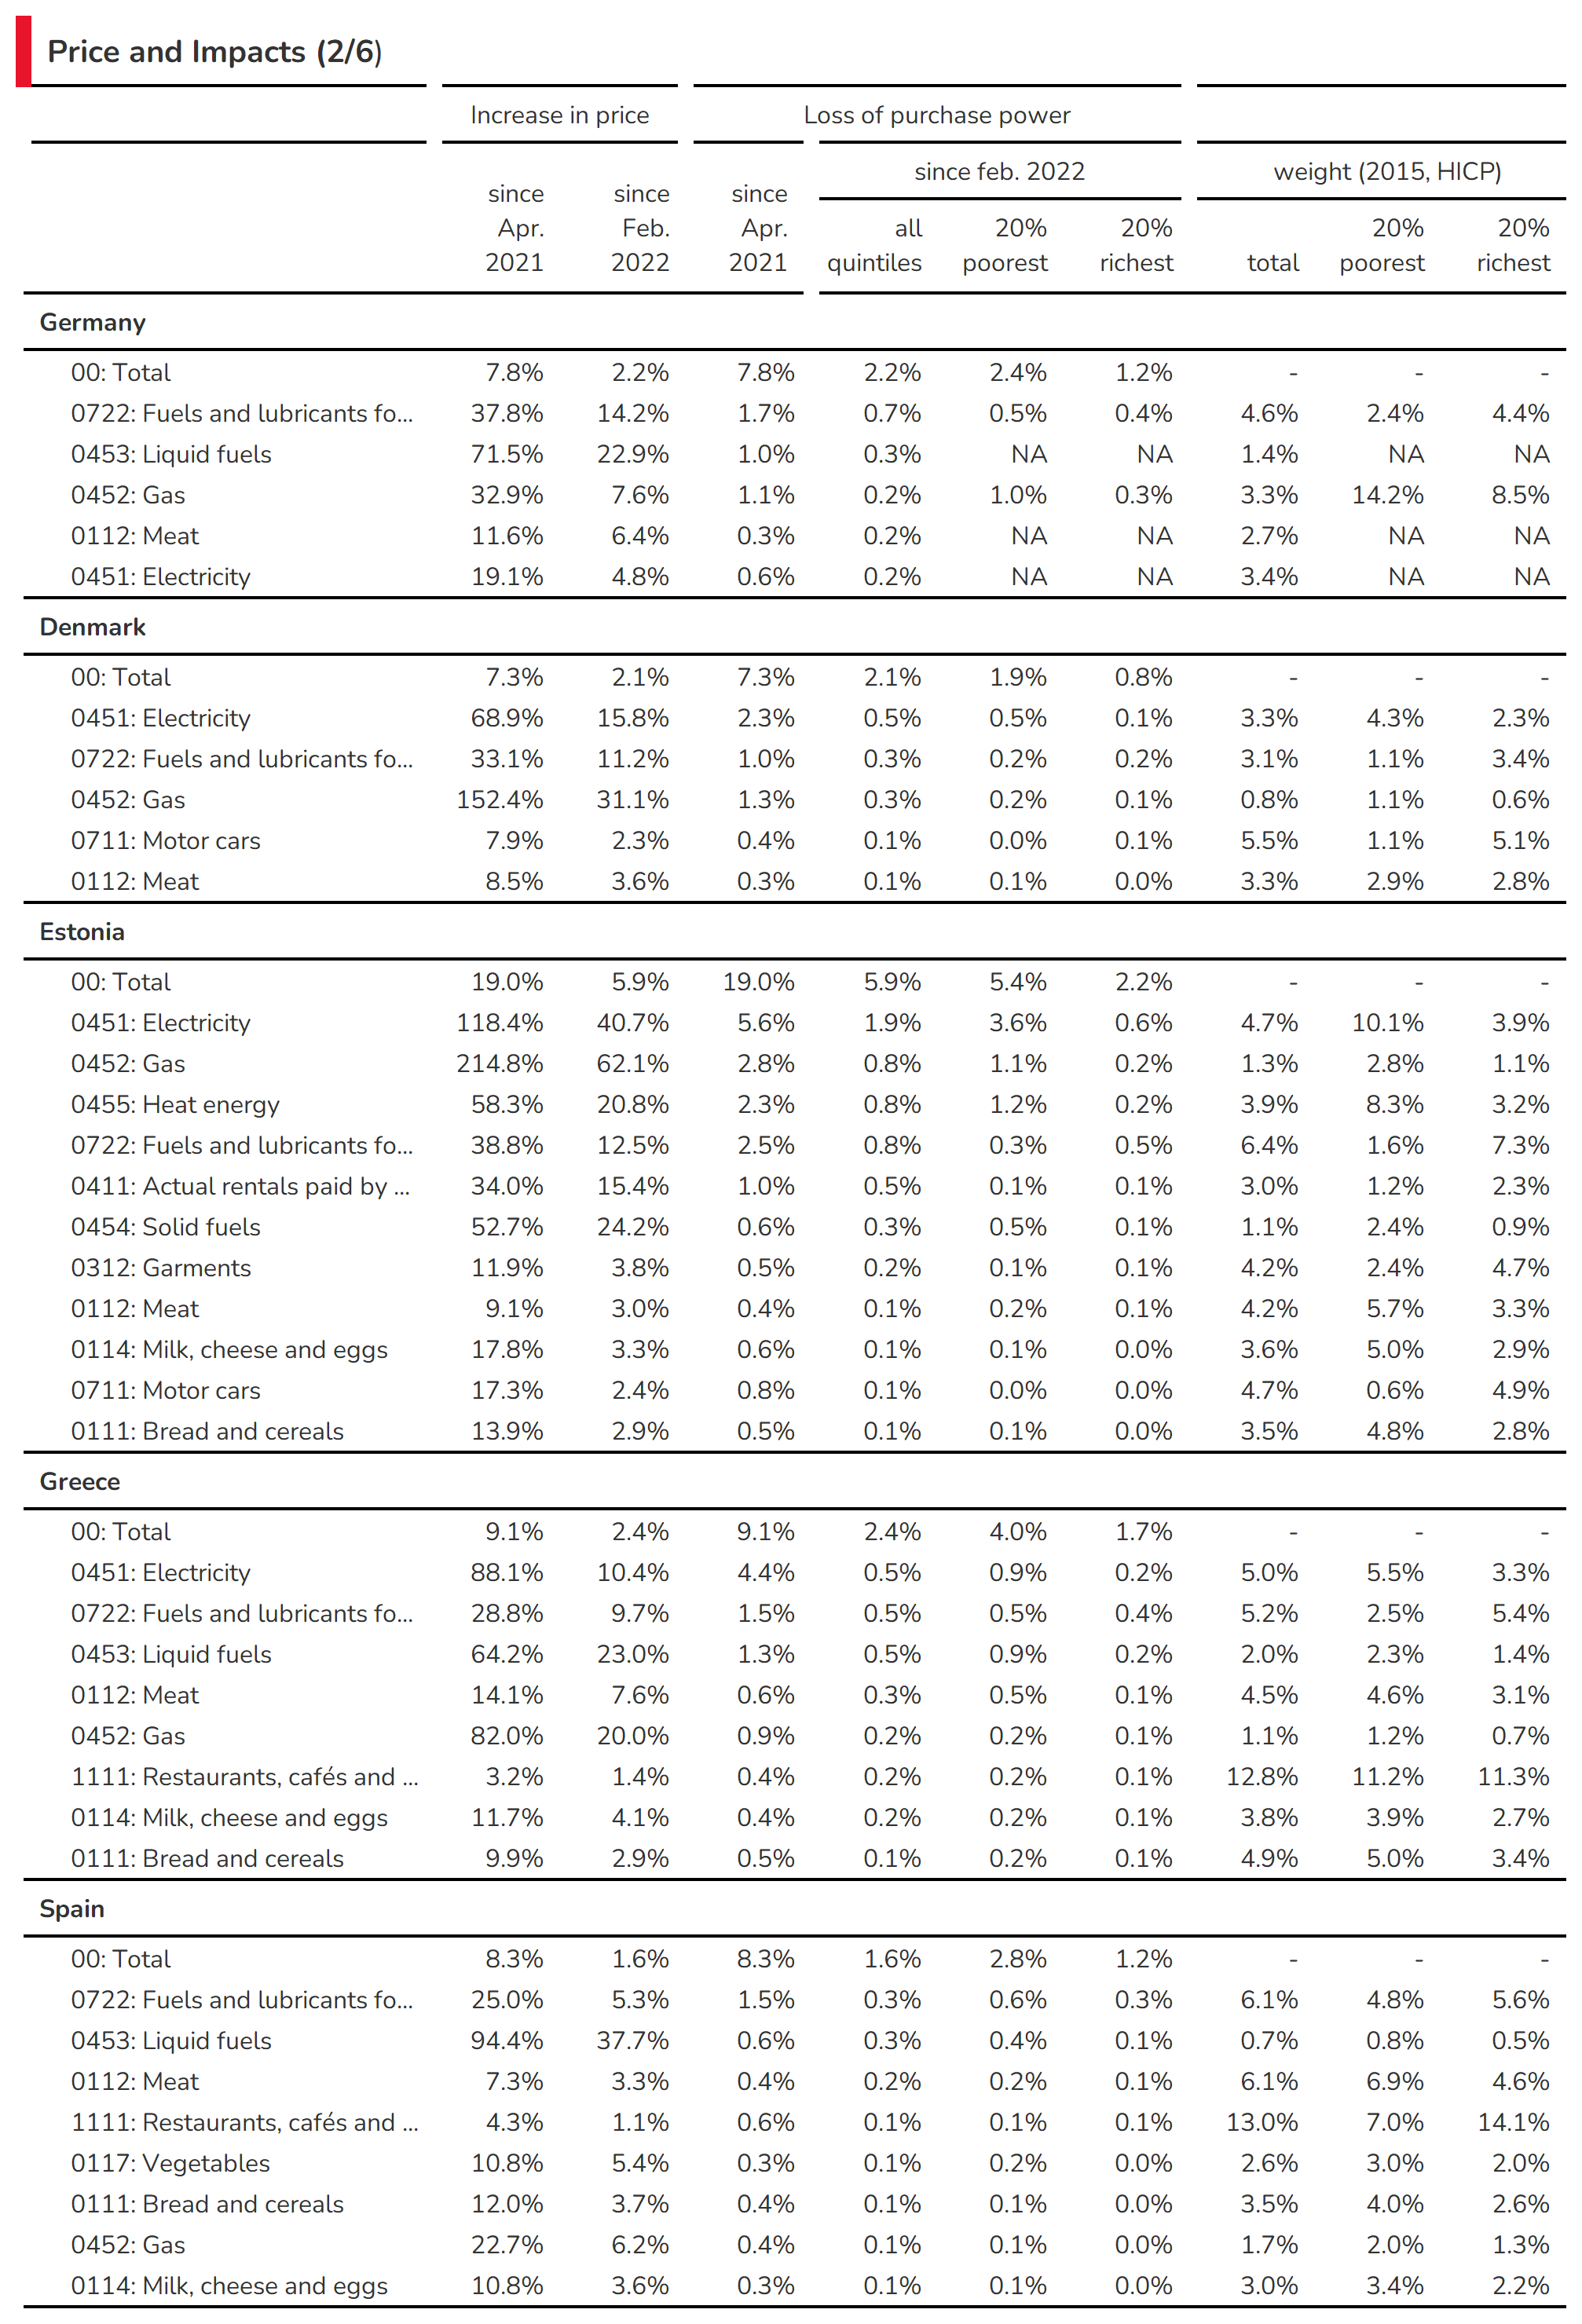 Price and Impacts (2/6)
Increase in price Loss of purchase power
since feb. 2022 weight (2015, HICP)
since since since
Apr. Feb. Apr. all 20% 20% 20% 20%
2021 2022 2021 quintiles poorest richest total poorest richest
Germany
00: Total 7.8% 2.2% 7.8% 2.2% 2.4% 1.2% - - -
0722: Fuels and lubricants fo... 37.8% 14.2% 1.7% 0.7% 0.5% 0.4% 4.6% 2.4% 4.4%
0453: Liquid fuels 71.5% 22.9% 1.0% 0.3% NA NA 1.4% NA NA
0452: Gas 32.9% 7.6% 1.1% 0.2% 1.0% 0.3% 3.3% 14.2% 8.5%
0112: Meat 11.6% 6.4% 0.3% 0.2% NA NA 2.7% NA NA
0451: Electricity 19.1% 4.8% 0.6% 0.2% NA NA 3.4% NA NA
Denmark
00: Total 7.3% 2.1% 7.3% 2.1% 1.9% 0.8% - - -
0451: Electricity 68.9% 15.8% 2.3% 0.5% 0.5% 0.1% 3.3% 4.3% 2.3%
0722: Fuels and lubricants fo... 33.1% 11.2% 1.0% 0.3% 0.2% 0.2% 3.1% 1.1% 3.4%
0452: Gas 152.4% 31.1% 1.3% 0.3% 0.2% 0.1% 0.8% 1.1% 0.6%
0711: Motor cars 7.9% 2.3% 0.4% 0.1% 0.0% 0.1% 5.5% 1.1% 5.1%
0112: Meat 8.5% 3.6% 0.3% 0.1% 0.1% 0.0% 3.3% 2.9% 2.8%
Estonia
00: Total 19.0% 5.9% 19.0% 5.9% 5.4% 2.2% - - -
0451: Electricity 118.4% 40.7% 5.6% 1.9% 3.6% 0.6% 4.7% 10.1% 3.9%
0452: Gas 214.8% 62.1% 2.8% 0.8% 1.1% 0.2% 1.3% 2.8% 1.1%
0455: Heat energy 58.3% 20.8% 2.3% 0.8% 1.2% 0.2% 3.9% 8.3% 3.2%
0722: Fuels and lubricants fo... 38.8% 12.5% 2.5% 0.8% 0.3% 0.5% 6.4% 1.6% 7.3%
0411: Actual rentals paid by ... 34.0% 15.4% 1.0% 0.5% 0.1% 0.1% 3.0% 1.2% 2.3%
0454: Solid fuels 52.7% 24.2% 0.6% 0.3% 0.5% 0.1% 1.1% 2.4% 0.9%
0312: Garments 11.9% 3.8% 0.5% 0.2% 0.1% 0.1% 4.2% 2.4% 4.7%
0112: Meat 9.1% 3.0% 0.4% 0.1% 0.2% 0.1% 4.2% 5.7% 3.3%
0114: Milk, cheese and eggs 17.8% 3.3% 0.6% 0.1% 0.1% 0.0% 3.6% 5.0% 2.9%
0711: Motor cars 17.3% 2.4% 0.8% 0.1% 0.0% 0.0% 4.7% 0.6% 4.9%
0111: Bread and cereals 13.9% 2.9% 0.5% 0.1% 0.1% 0.0% 3.5% 4.8% 2.8%
Greece
00: Total 9.1% 2.4% 9.1% 2.4% 4.0% 1.7% - - -
0451: Electricity 88.1% 10.4% 4.4% 0.5% 0.9% 0.2% 5.0% 5.5% 3.3%
0722: Fuels and lubricants fo... 28.8% 9.7% 1.5% 0.5% 0.5% 0.4% 5.2% 2.5% 5.4%
0453: Liquid fuels 64.2% 23.0% 1.3% 0.5% 0.9% 0.2% 2.0% 2.3% 1.4%
0112: Meat 14.1% 7.6% 0.6% 0.3% 0.5% 0.1% 4.5% 4.6% 3.1%
0452: Gas 82.0% 20.0% 0.9% 0.2% 0.2% 0.1% 1.1% 1.2% 0.7%
1111: Restaurants, cafés and ... 3.2% 1.4% 0.4% 0.2% 0.2% 0.1% 12.8% 11.2% 11.3%
0114: Milk, cheese and eggs 11.7% 4.1% 0.4% 0.2% 0.2% 0.1% 3.8% 3.9% 2.7%
0111: Bread and cereals 9.9% 2.9% 0.5% 0.1% 0.2% 0.1% 4.9% 5.0% 3.4%
Spain
00: Total 8.3% 1.6% 8.3% 1.6% 2.8% 1.2% - - -
0722: Fuels and lubricants fo... 25.0% 5.3% 1.5% 0.3% 0.6% 0.3% 6.1% 4.8% 5.6%
0453: Liquid fuels 94.4% 37.7% 0.6% 0.3% 0.4% 0.1% 0.7% 0.8% 0.5%
0112: Meat 7.3% 3.3% 0.4% 0.2% 0.2% 0.1% 6.1% 6.9% 4.6%
1111: Restaurants, cafés and ... 4.3% 1.1% 0.6% 0.1% 0.1% 0.1% 13.0% 7.0% 14.1%
0117: Vegetables 10.8% 5.4% 0.3% 0.1% 0.2% 0.0% 2.6% 3.0% 2.0%
0111: Bread and cereals 12.0% 3.7% 0.4% 0.1% 0.1% 0.0% 3.5% 4.0% 2.6%
0452: Gas 22.7% 6.2% 0.4% 0.1% 0.1% 0.0% 1.7% 2.0% 1.3%
0114: Milk, cheese and eggs 10.8% 3.6% 0.3% 0.1% 0.1% 0.0% 3.0% 3.4% 2.2%